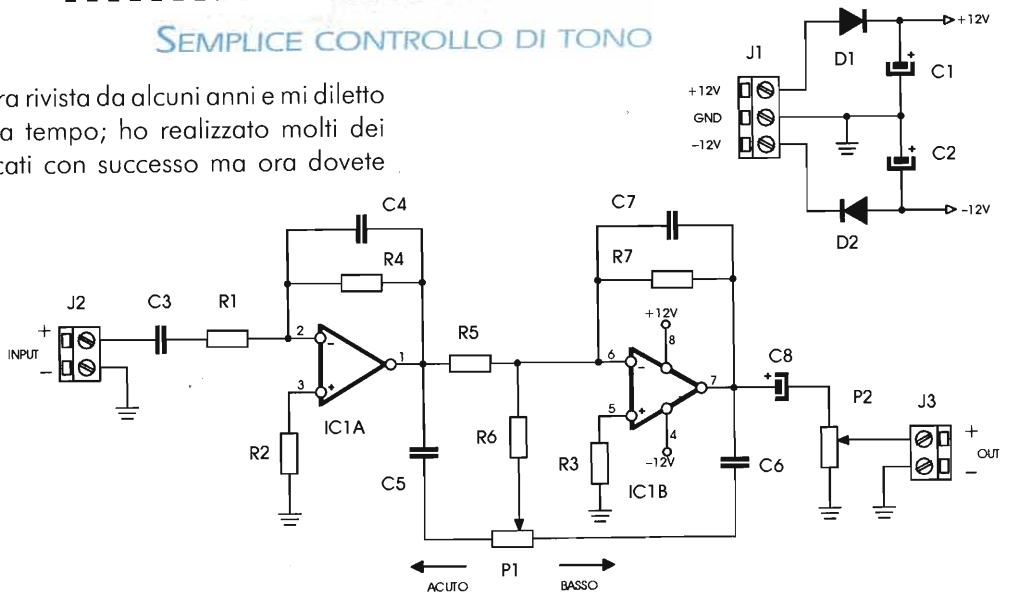 SEMPLICE CONTROLLO DI TONO
ra rivista da alcuni anni e mi diletto
a tempo; ho realizzato molti dei
cati con successo ma ora dovete
J1
+12V
GND
-12V
D1
+12V
+
C1
+
C2
D2
-12V
C4
R4
C7
R7
J2
C3
R1
+
INPUT
-
2
-
3
+
1
IC1A
R2
R5
R6
C5
+12V
8
6
-
5
+
7
4
-12V
R3
IC1B
C6
C8
+
P2
J3
+
OUT
-
P1
ACUTO
BASSO